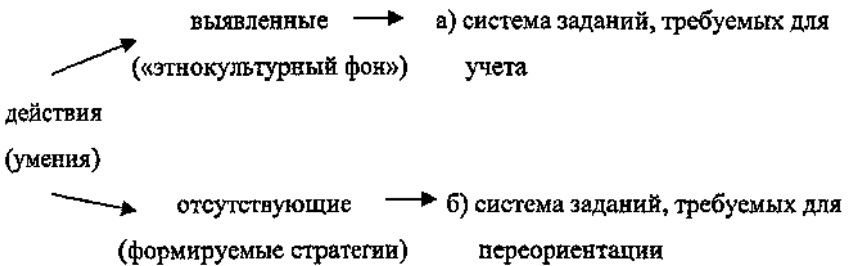 выявленные а) система заданий, требуемых для
(«этнокультурный фон») учета
действия
(умения)
отсутствующие б) система заданий, требуемых для
(формируемые стратегии) переориентации